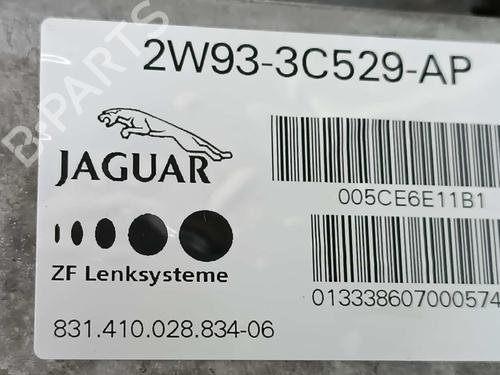 2W93-3C529-AP
JAGUAR
005CE6E11B1
ZF Lenksysteme
013338607000574
831.410.028.834-06
B-PARTS